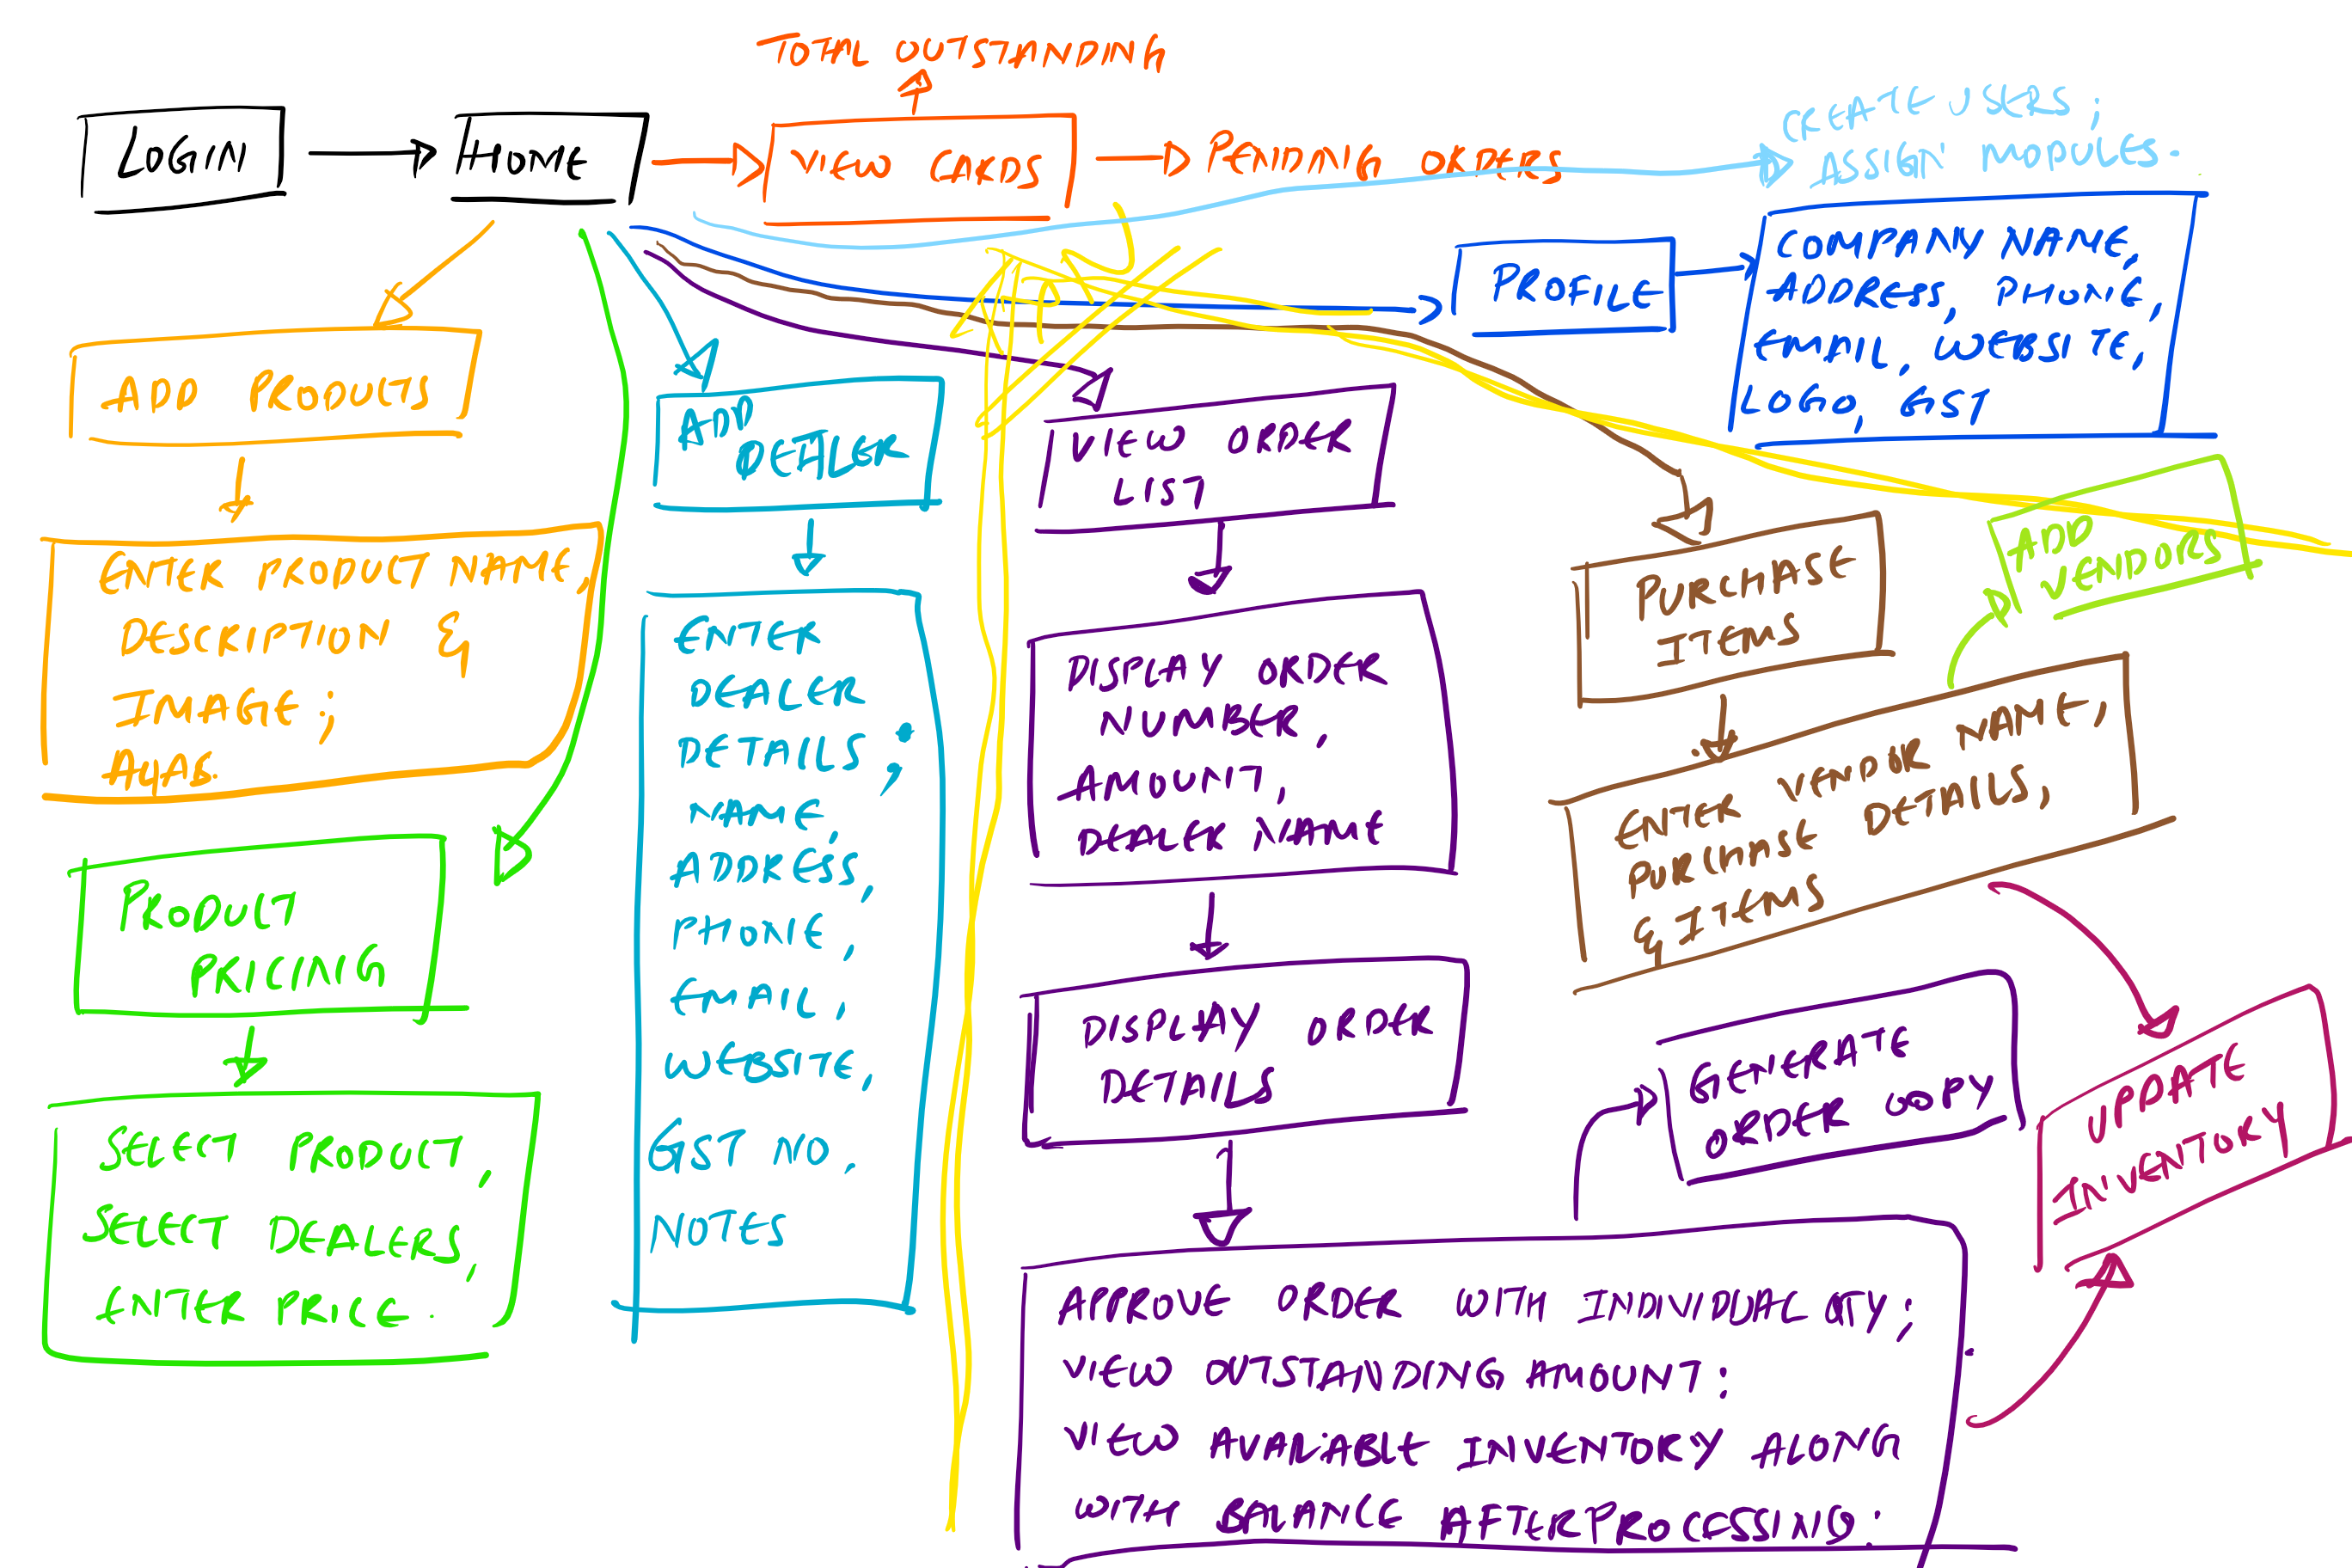 TOTAL OUTSTANDING
LOGIN
HOME
VIEW CARDS
PENDING ORDERS
CREATE USERS;
ASSIGN MODULES.
PROFILE
COMPANY NAME,
ADDRESS, PHONE,
EMAIL, WEBSITE,
LOGO, GST
ADD PRODUCTS
ENTER PRODUCT NAME,
DESCRIPTION &
IMAGE;
PRODUCT
PRICING
SELECT PRODUCT,
SELECT DEALERS,
ENTER PRICE.
ADD
DEALER
ENTER
DEALER
DETAILS;
NAME,
ADDRESS,
PHONE,
EMAIL,
WEBSITE,
GST NO,
NOTES
VIEW ORDER
LIST
DISPLAY ORDER
NUMBER,
AMOUNT,
DEALER NAME
DISPLAY ORDER
DETAILS
APPROVE ORDER WITH INDIVIDUAL QTY;
VIEW OUTSTANDING AMOUNT:
VIEW AVAILABLE INVENTORY ALONG
WITH BALANCE AFTER PROCESSING:
GENERATE
ORDER COPY
PURCHASE
ITEMS
ENTER VENDOR NAME,
PURCHASE DETAILS,
& ITEMS
ADD
VENDORS
UPDATE
INVENTORY